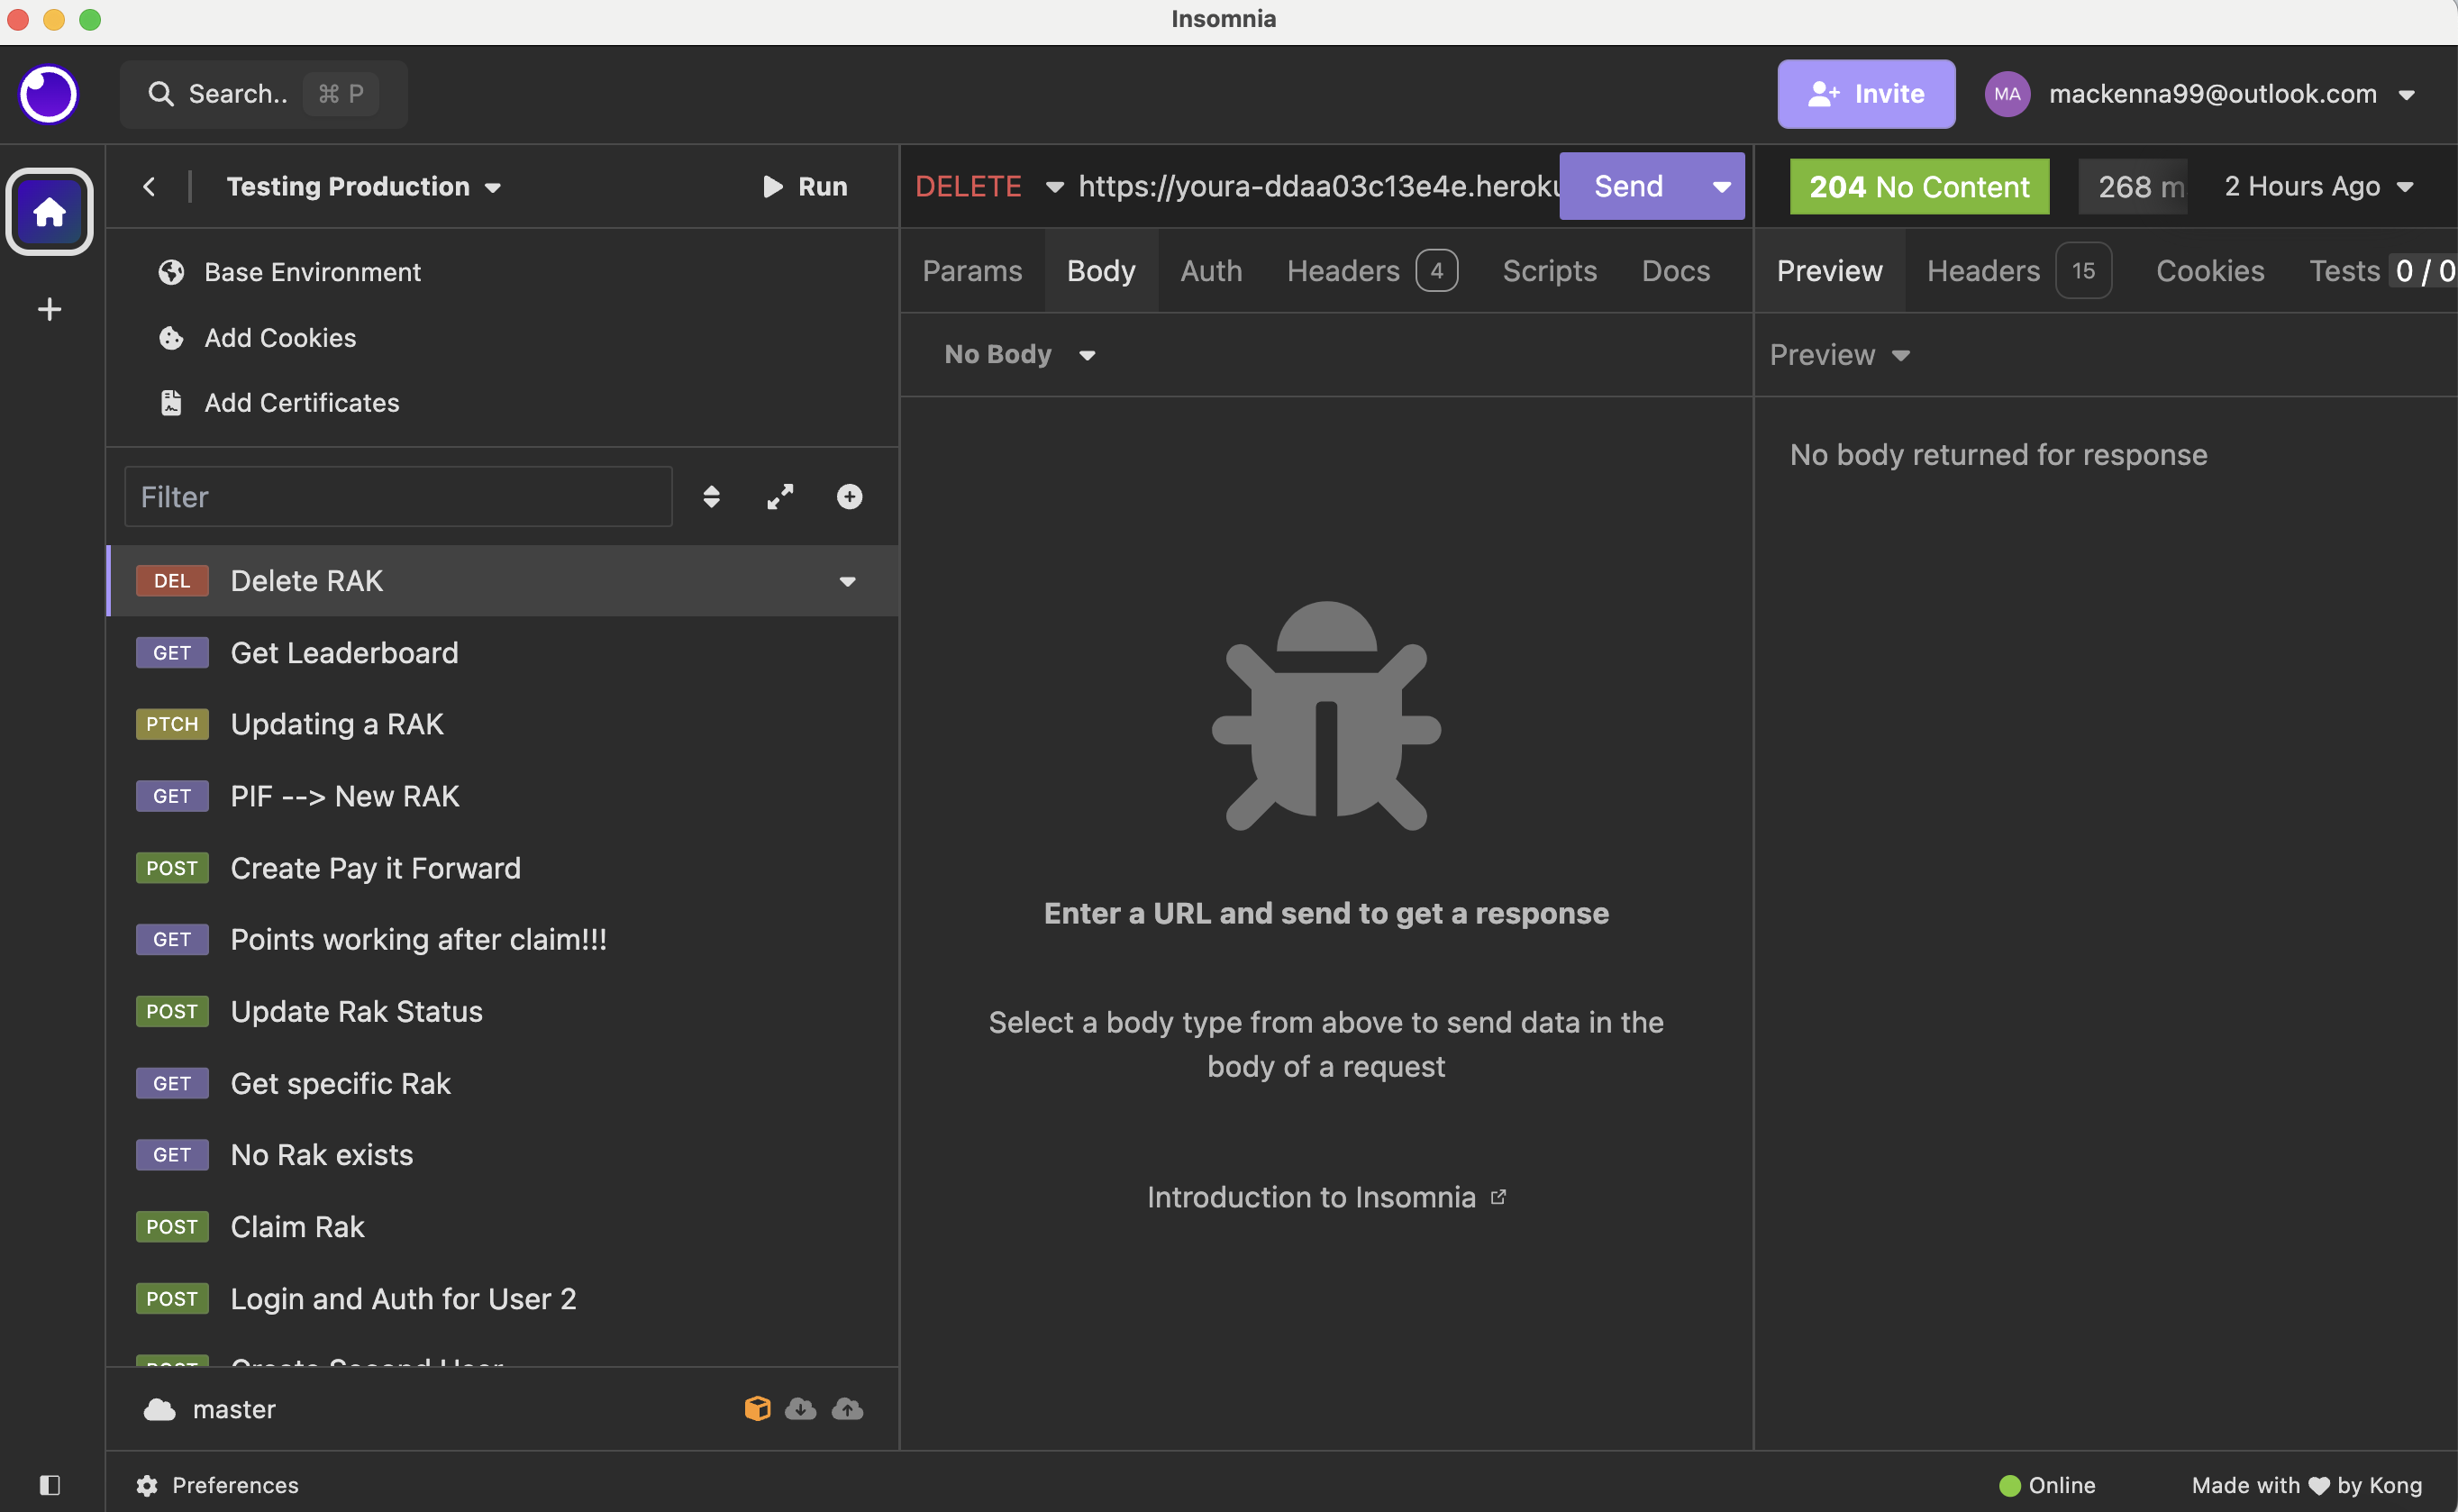 Insomnia
Search.. ⌘ P
Invite
MA
mackenna99@outlook.com
Testing Production
Run
Base Environment
Add Cookies
Add Certificates
Filter
DEL Delete RAK
GET Get Leaderboard
PTCH Updating a RAK
GET PIF --> New RAK
POST Create Pay it Forward
GET Points working after claim!!!
POST Update Rak Status
GET Get specific Rak
GET No Rak exists
POST Claim Rak
POST Login and Auth for User 2
POST Create Second User
master
Preferences
DELETE https://youra-ddaa03c13e4e.heroku Send
Params Body Auth Headers 4 Scripts Docs
No Body
Enter a URL and send to get a response
Select a body type from above to send data in the
body of a request
Introduction to Insomnia
204 No Content 268 m 2 Hours Ago
Preview Headers 15 Cookies Tests 0 / 0
Preview
No body returned for response
Online
Made with ♥ by Kong